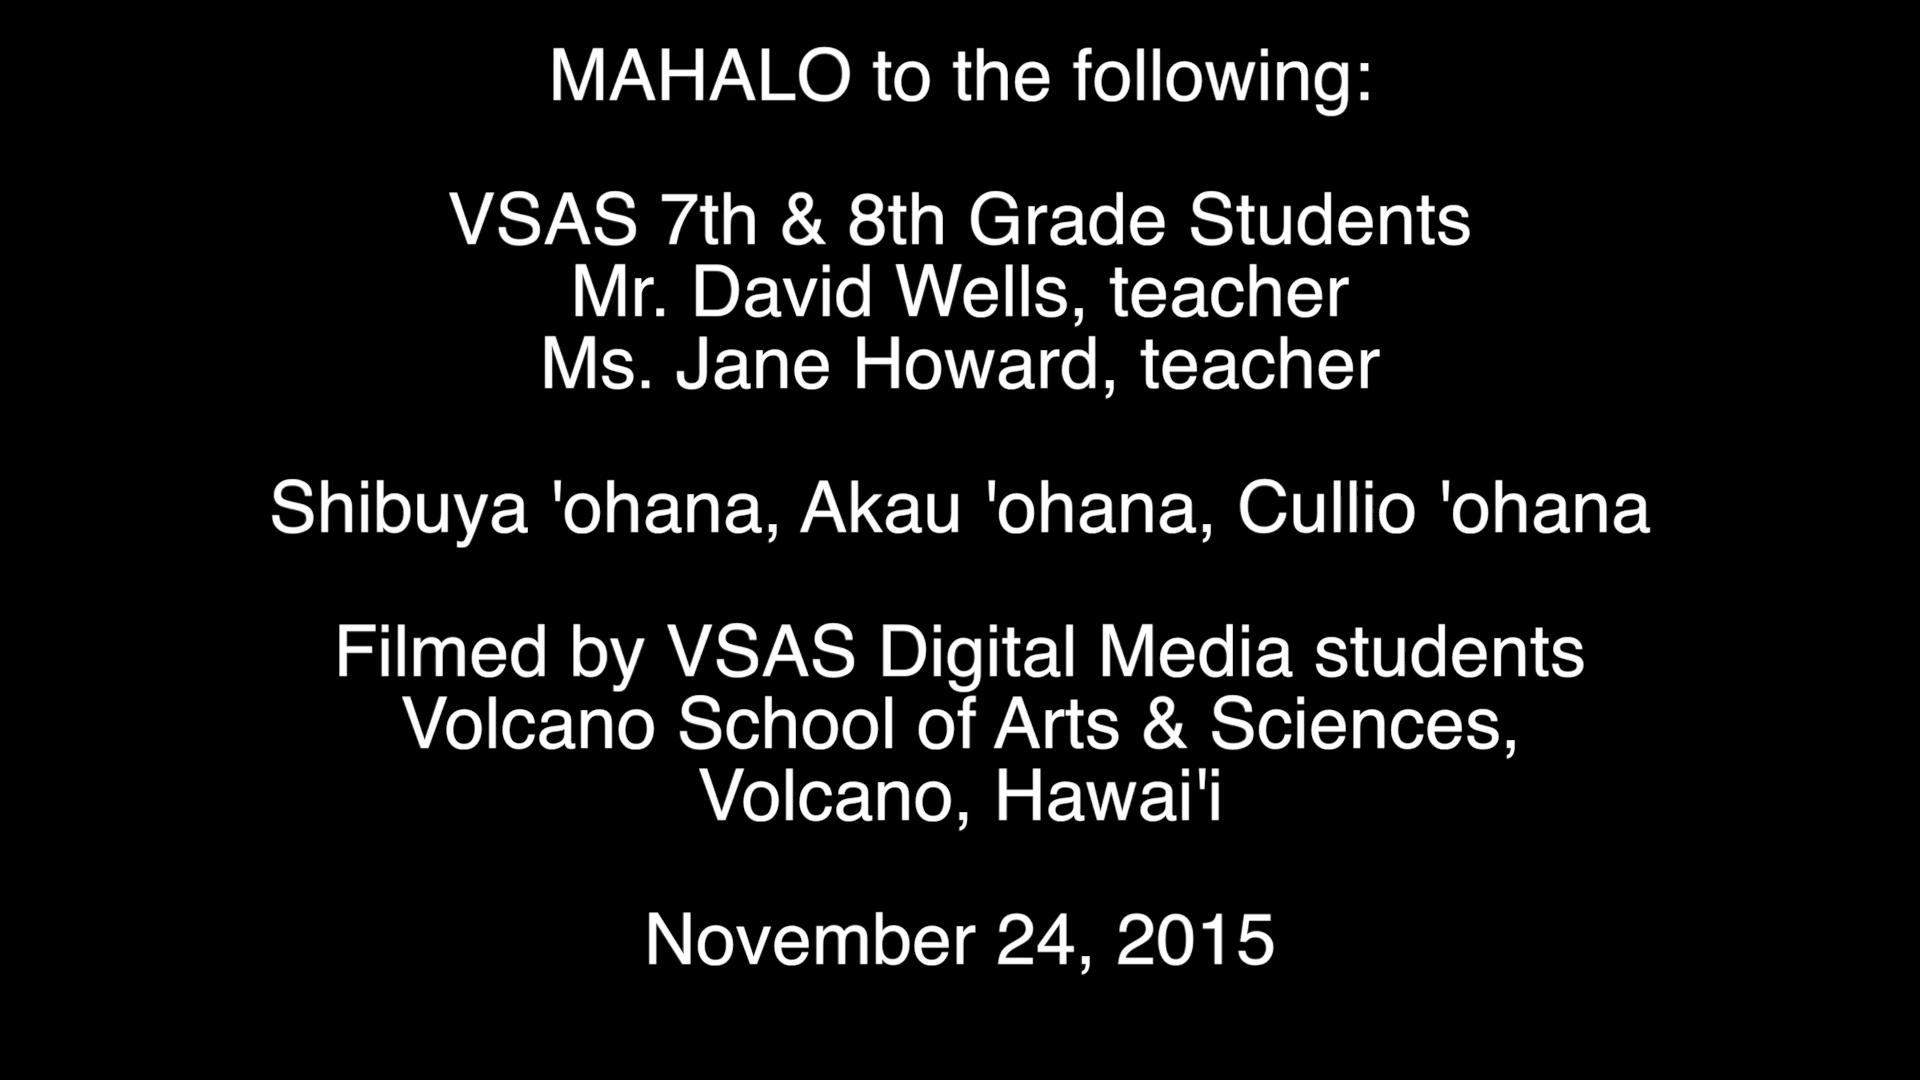 MAHALO to the following:
VSAS 7th & 8th Grade Students
Mr. David Wells, teacher
Ms. Jane Howard, teacher
Shibuya 'ohana, Akau 'ohana, Cullio 'ohana
Filmed by VSAS Digital Media students
Volcano School of Arts & Sciences,
Volcano, Hawai'i
November 24, 2015